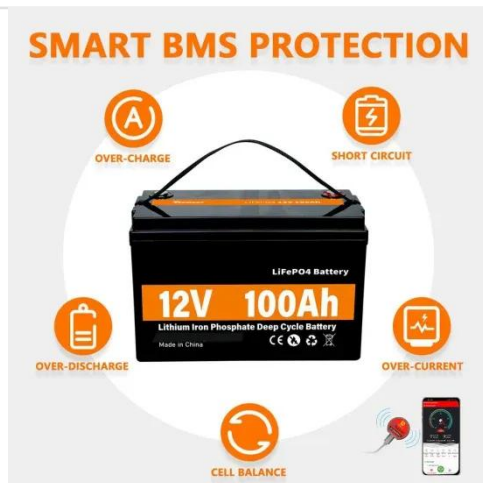 SMART BMS PROTECTION
OVER-CHARGE
SHORT CIRCUIT
LiFePO4 Battery
12V 100Ah
Lithium Iron Phosphate Deep Cycle Battery
Made in China
OVER-DISCHARGE
OVER-CURRENT
CELL BALANCE